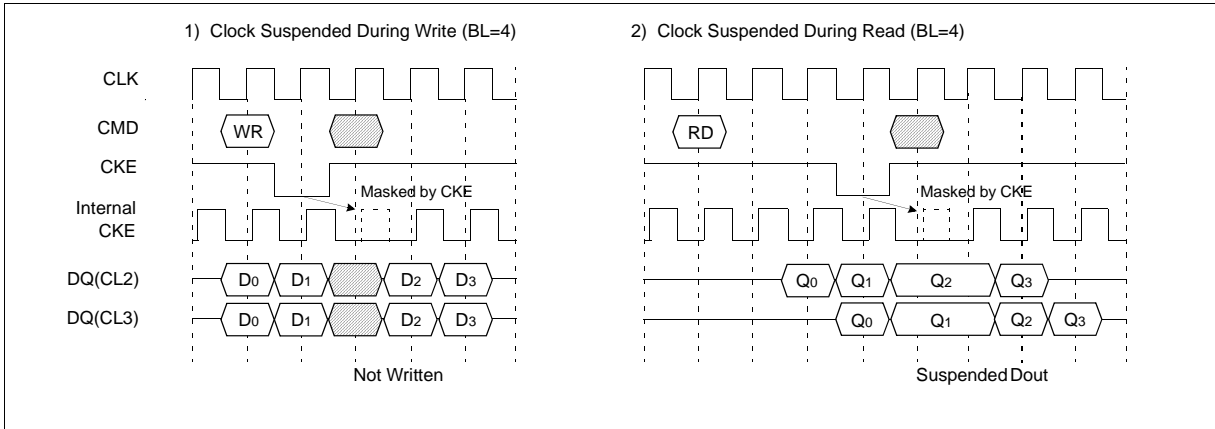 1) Clock Suspended During Write (BL=4)
2) Clock Suspended During Read (BL=4)
CLK
CMD
WR
RD
CKE
Masked by CKE
Masked by CKE
Internal
CKE
DQ(CL2)
D0 D1 D2 D3
Q0 Q1 Q2 Q3
DQ(CL3)
D0 D1 D2 D3
Q0 Q1 Q2 Q3
Not Written
Suspended Dout